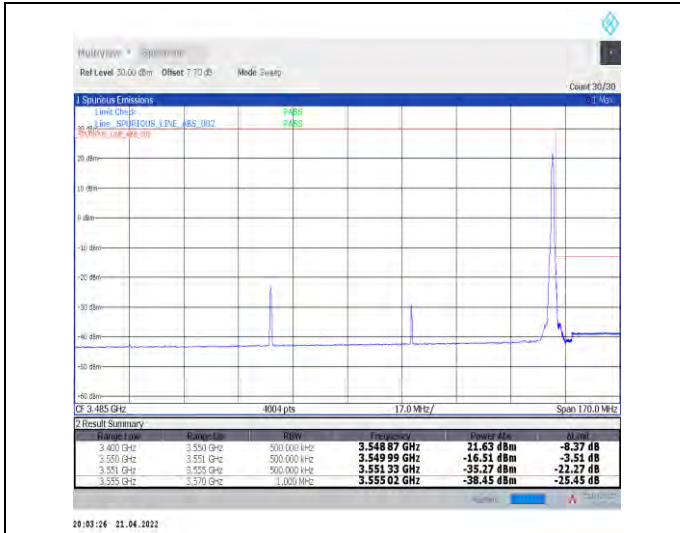 MultiView Spectrum
Ref Level 30.00 dBm Offset 7.70 dB Mode Sweep
Count 30/30
1 Spurious Emissions
Limit Check PASS
Line _SPURIOUS_LINE_ABS_002 PASS
20 dBm
10 dBm
0 dBm
-10 dBm
-20 dBm
-30 dBm
-40 dBm
-50 dBm
-60 dBm
CF 3.485 GHz 4004 pts 17.0 MHz/ Span 170.0 MHz
2 Result Summary
Range Low Range Up RBW Frequency Power Abs ΔLimit
3.400 GHz 3.550 GHz 500.000 kHz 3.548 87 GHz 21.63 dBm -8.37 dB
3.550 GHz 3.551 GHz 500.000 kHz 3.549 99 GHz -16.51 dBm -3.51 dB
3.551 GHz 3.555 GHz 500.000 kHz 3.551 33 GHz -35.27 dBm -22.27 dB
3.555 GHz 3.570 GHz 1.000 MHz 3.555 02 GHz -38.45 dBm -25.45 dB
20:03:26 21.04.2022